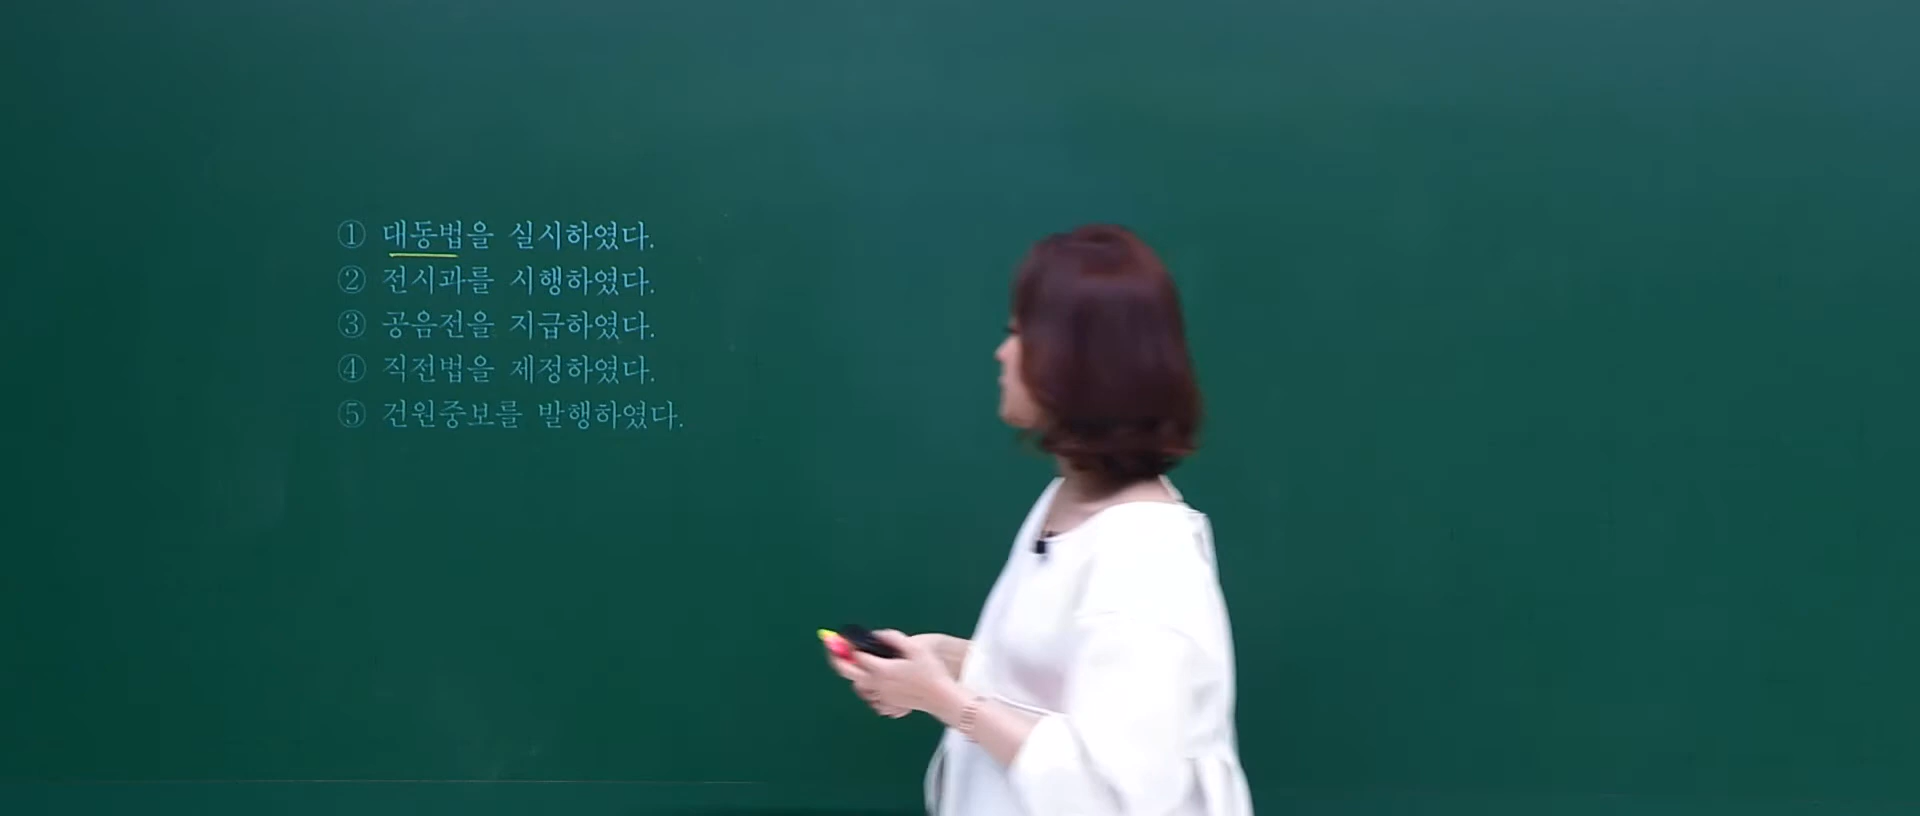 ① 대동법을 실시하였다.
② 전시과를 시행하였다.
③ 공음전을 지급하였다.
④ 직전법을 제정하였다.
⑤ 건원중보를 발행하였다.